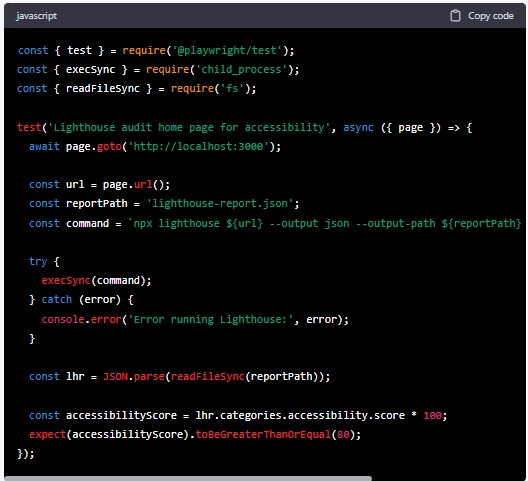 javascript
Copy code
const { test } = require('@playwright/test');
const { execSync } = require('child_process');
const { readFileSync } = require('fs');
test('Lighthouse audit home page for accessibility', async ({ page }) => {
await page.goto('http://localhost:3000');
const url = page.url();
const reportPath = 'lighthouse-report.json';
const command = `npx lighthouse ${url} --output json --output-path ${reportPath}
try {
execSync(command);
} catch (error) {
console.error('Error running Lighthouse:', error);
}
const lhr = JSON.parse(readFileSync(reportPath));
const accessibilityScore = lhr.categories.accessibility.score * 100;
expect(accessibilityScore).toBeGreaterThanOrEqual(80);
});